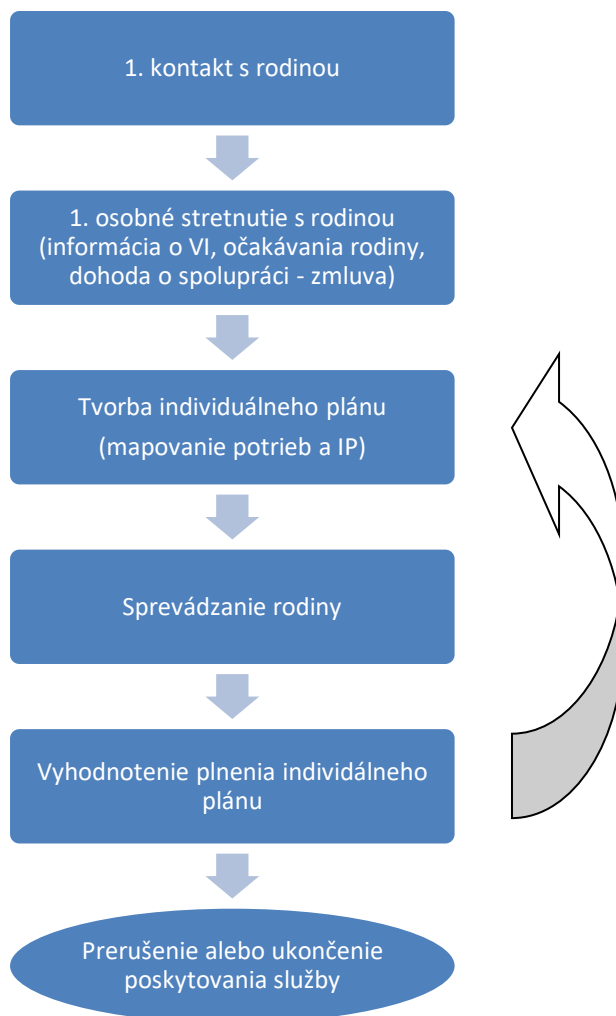 1. kontakt s rodinou
1. osobné stretnutie s rodinou
(informácia o VI, očakávania rodiny,
dohoda o spolupráci - zmluva)
Tvorba individuálneho plánu
(mapovanie potrieb a IP)
Sprevádzanie rodiny
Vyhodnotenie plnenia individálneho
plánu
Prerušenie alebo ukončenie
poskytovania služby